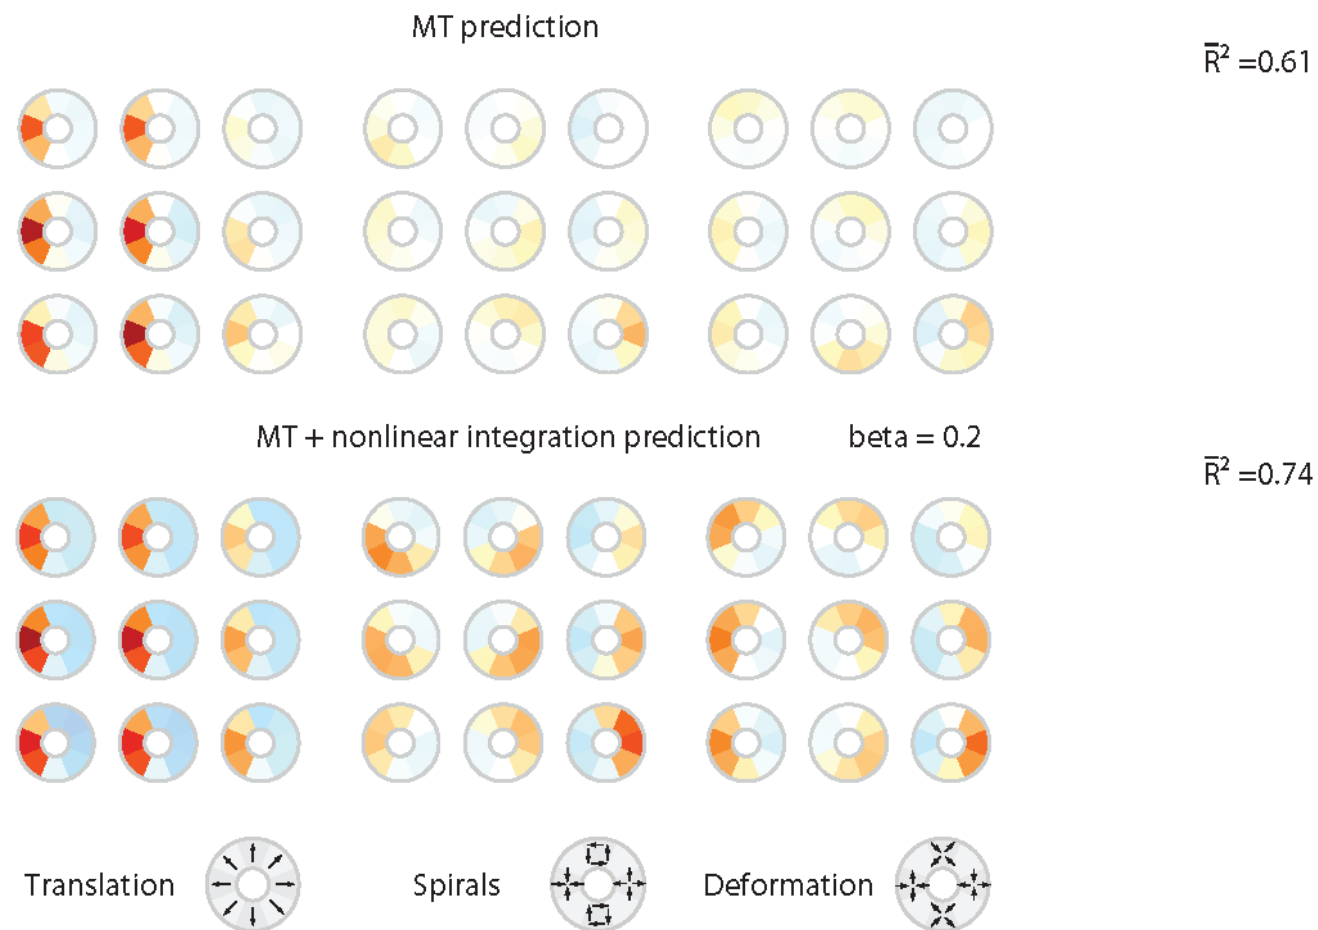 MT prediction
R̅² =0.61
MT + nonlinear integration prediction beta = 0.2
R̅² =0.74
Translation Spirals Deformation